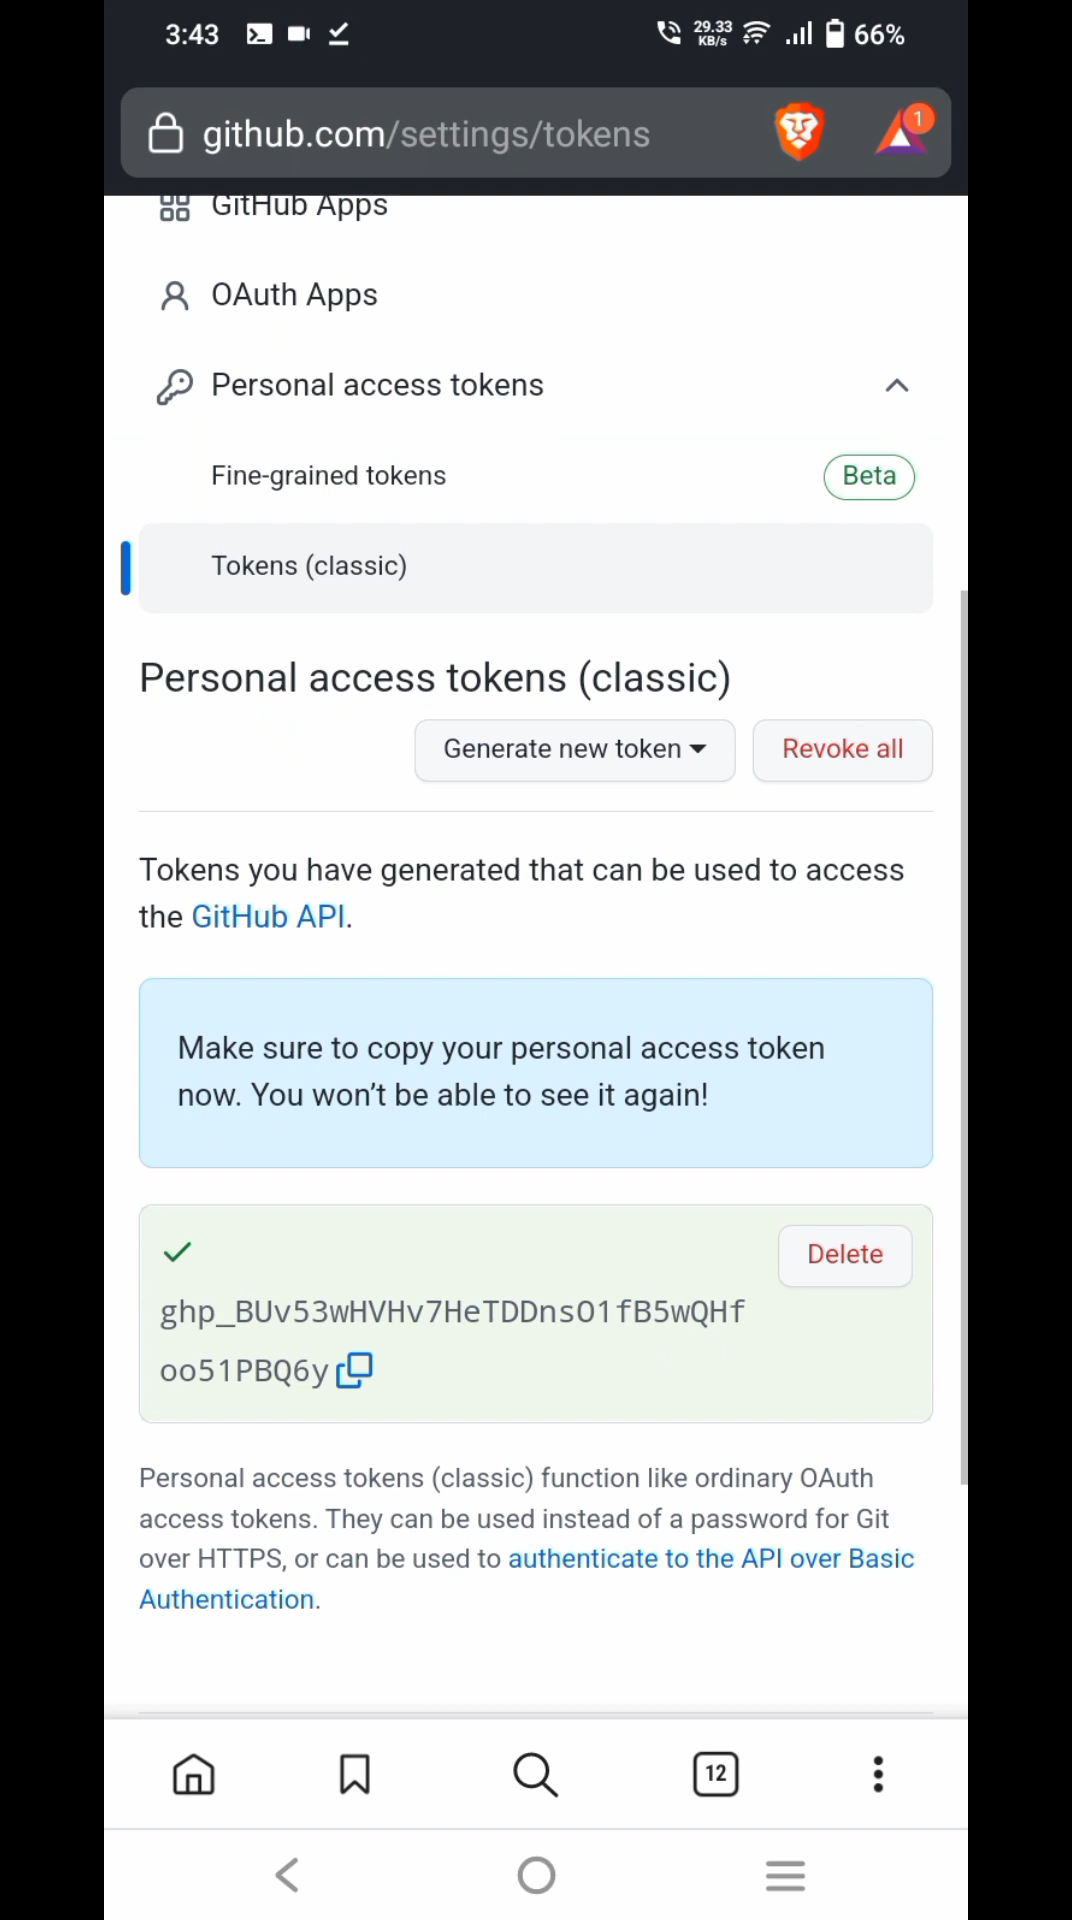 3:43 29.33 KB/s 66%
github.com/settings/tokens 1
GitHub Apps
OAuth Apps
Personal access tokens
Fine-grained tokens Beta
Tokens (classic)
Personal access tokens (classic)
Generate new token Revoke all
Tokens you have generated that can be used to access
the GitHub API.
Make sure to copy your personal access token
now. You won’t be able to see it again!
Delete
ghp_BUv53wHVHv7HeTDDnsO1fB5wQHf
oo51PBQ6y
Personal access tokens (classic) function like ordinary OAuth
access tokens. They can be used instead of a password for Git
over HTTPS, or can be used to authenticate to the API over Basic
Authentication.
12